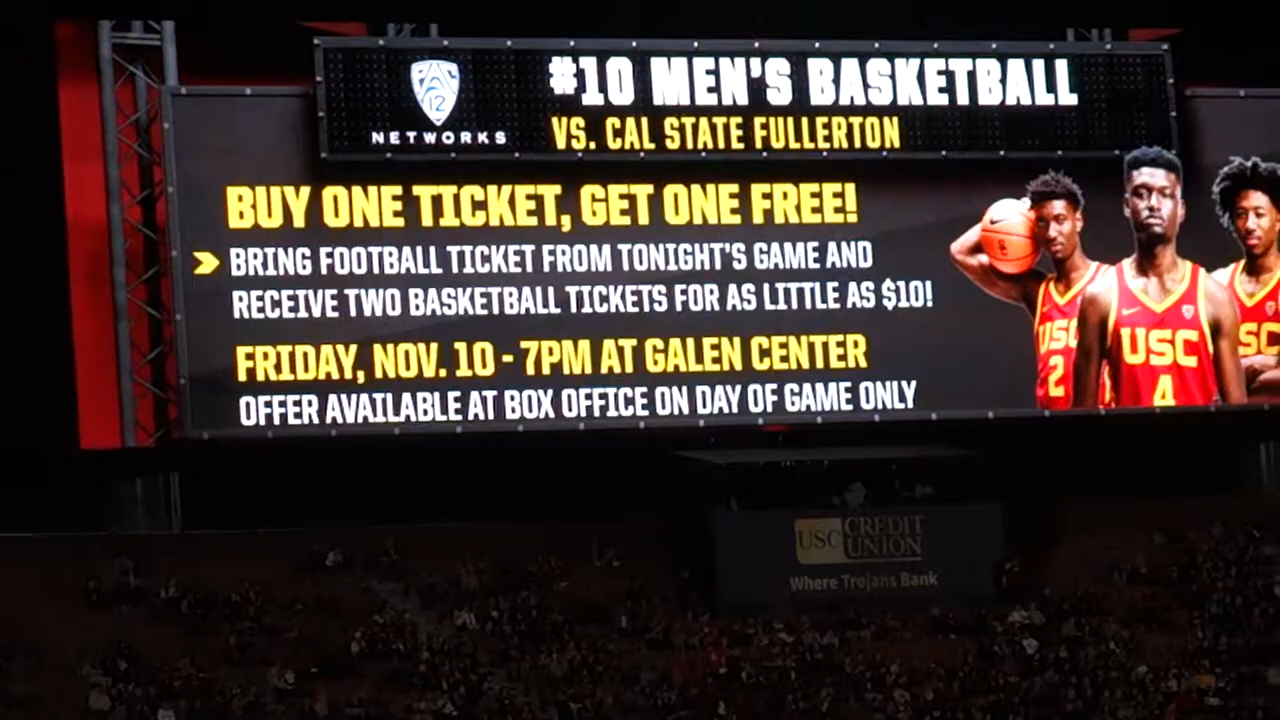 PAC
12
NETWORKS
#10 MEN'S BASKETBALL
VS. CAL STATE FULLERTON
BUY ONE TICKET, GET ONE FREE!
BRING FOOTBALL TICKET FROM TONIGHT'S GAME AND
RECEIVE TWO BASKETBALL TICKETS FOR AS LITTLE AS $10!
FRIDAY, NOV. 10 - 7PM AT GALEN CENTER
OFFER AVAILABLE AT BOX OFFICE ON DAY OF GAME ONLY
USC
2
USC
4
SC
USC CREDIT
UNION
Where Trojans Bank